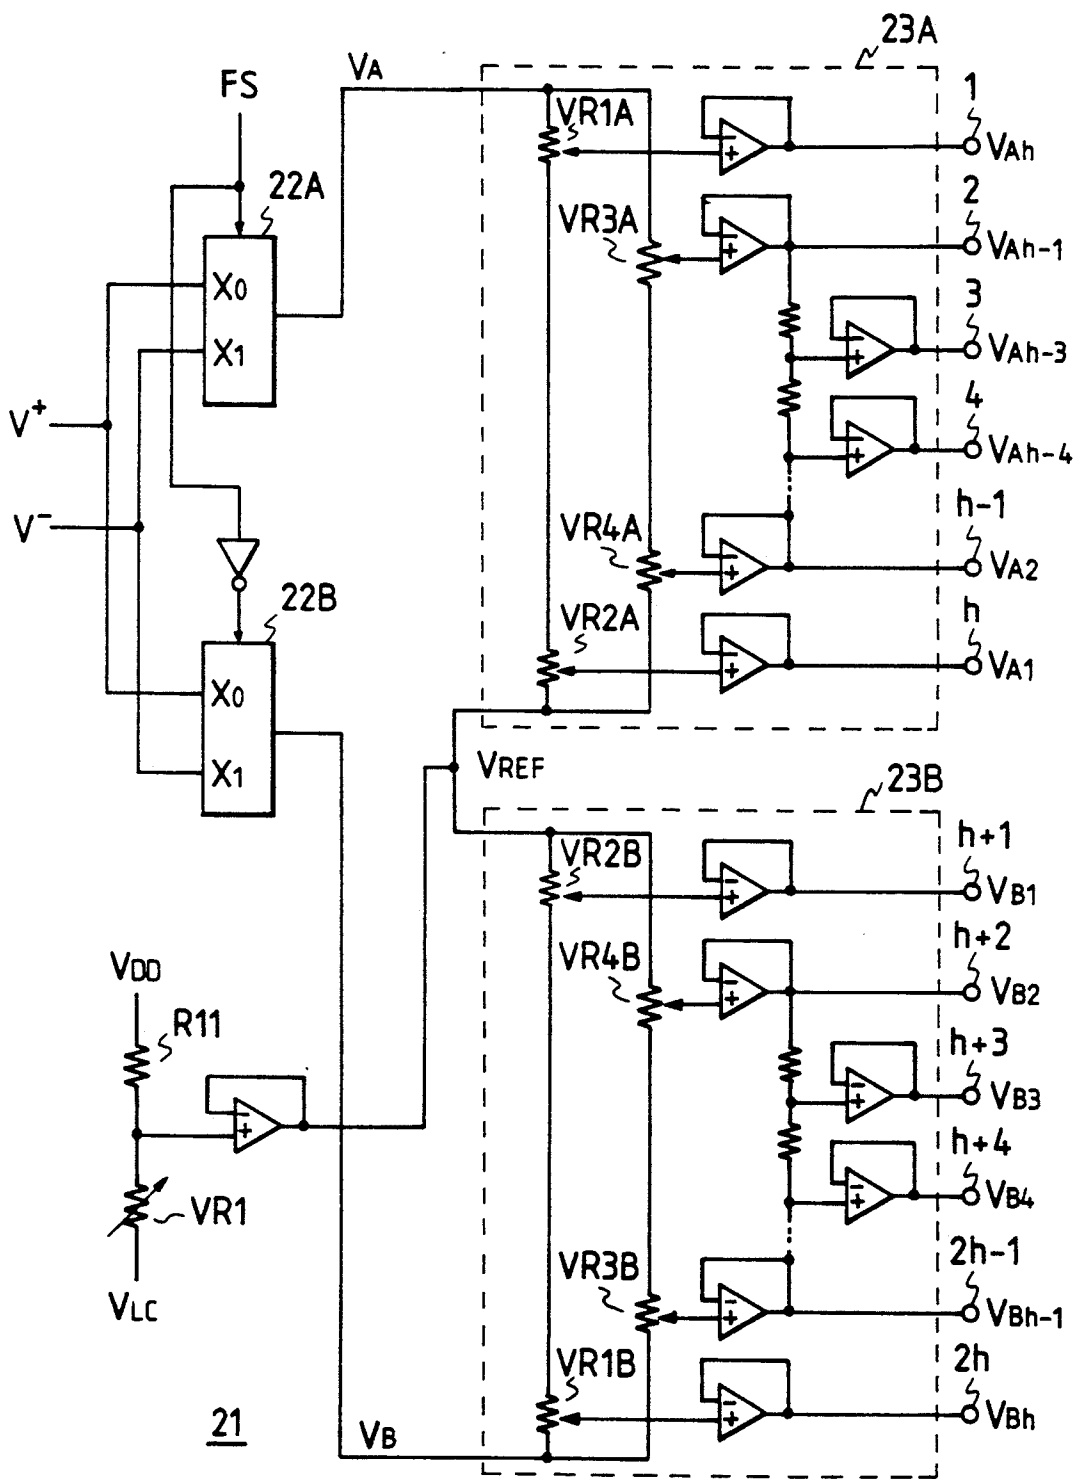 23A
VA
FS
1
VR1A
- +
VAh
22A
2
VR3A
- +
VAh-1
X0
3
X1
- +
VAh-3
V+
4
- +
VAh-4
V-
h-1
VR4A
- +
VA2
22B
VR2A
h
- +
VA1
X0
VREF
X1
23B
h+1
VR2B
- +
VB1
h+2
VDD
VR4B
- +
VB2
R11
h+3
- +
VB3
- +
h+4
VR1
- +
VB4
2h-1
VR3B
VLC
- +
VBh-1
2h
VR1B
- +
VBh
21
VB